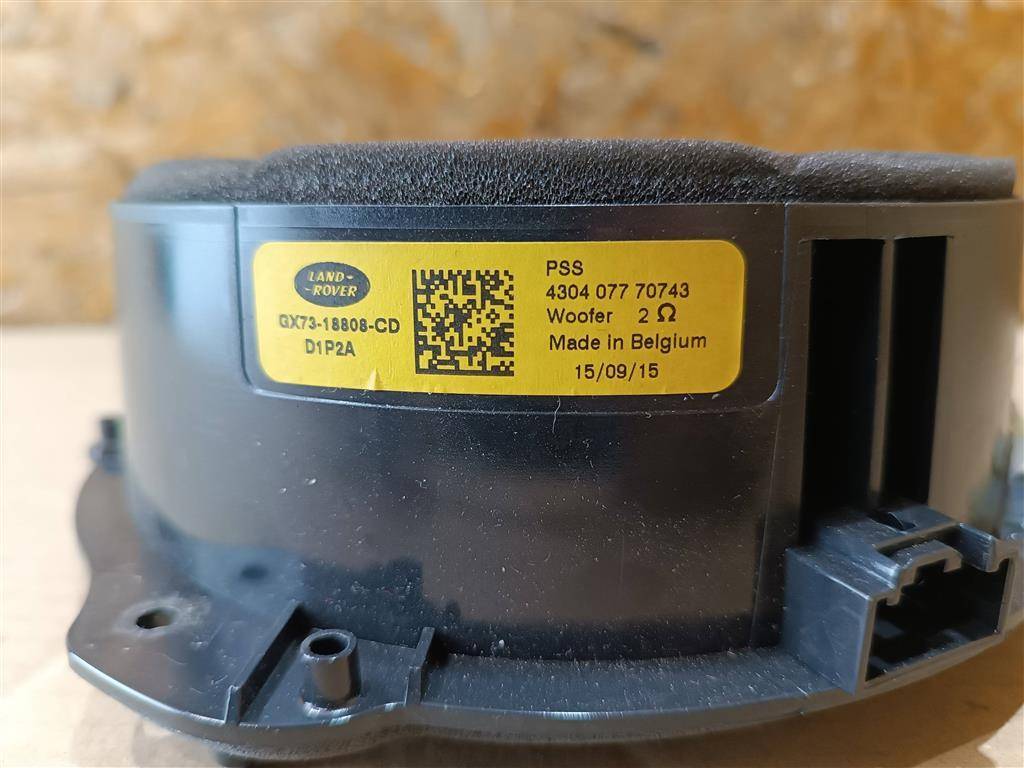 LAND-
-ROVER
GX73-18808-CD
D1P2A
PSS
4304 077 70743
Woofer 2 Ω
Made in Belgium
15/09/15